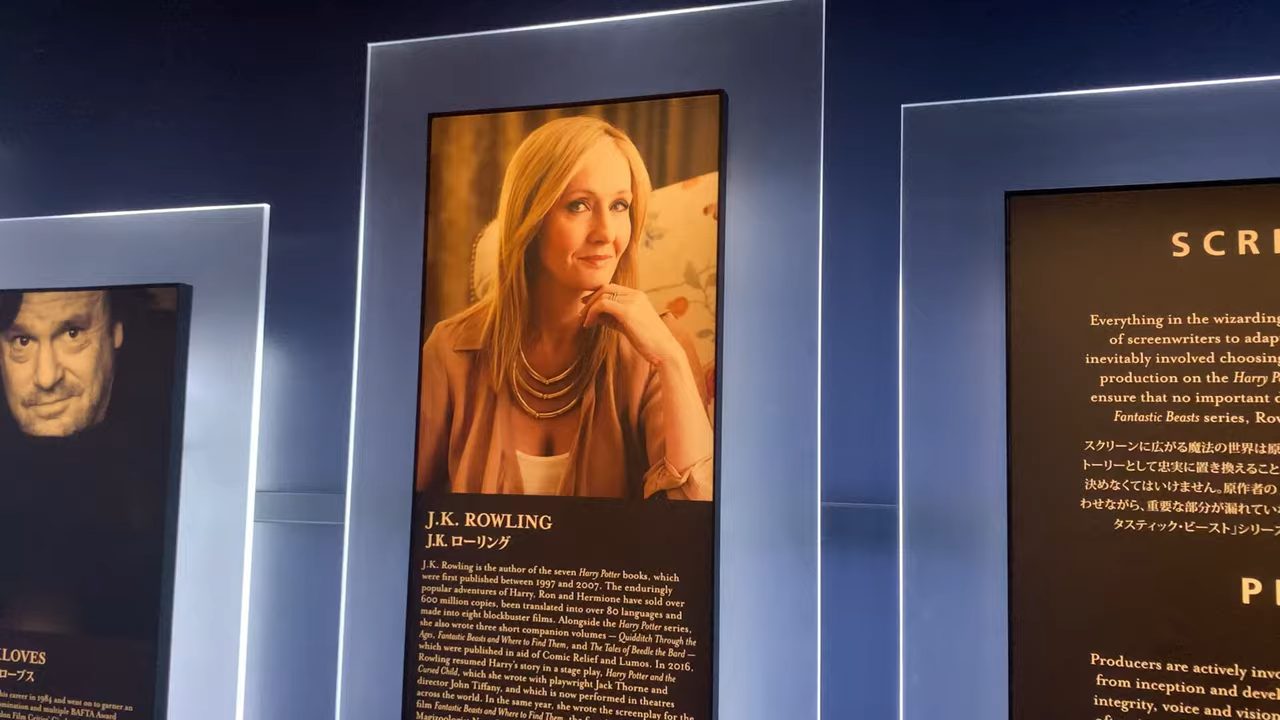 KLOVES
ローブス
his career in 1984 and went on to garner an
mination and multiple BAFTA Award
J.K. ROWLING
J.K. ローリング
J.K. Rowling is the author of the seven Harry Potter books, which
were first published between 1997 and 2007. The enduringly
popular adventures of Harry, Ron and Hermione have sold over
600 million copies, been translated into over 80 languages and
made into eight blockbuster films. Alongside the Harry Potter series,
she also wrote three short companion volumes — Quidditch Through the
Ages, Fantastic Beasts and Where to Find Them, and The Tales of Beedle the Bard —
which were published in aid of Comic Relief and Lumos. In 2016,
Rowling resumed Harry's story in a stage play, Harry Potter and the
Cursed Child, which she wrote with playwright Jack Thorne and
director John Tiffany, and which is now performed in theatres
across the world. In the same year, she wrote the screenplay for the
film Fantastic Beasts and Where to Find Them, the
SCRE
Everything in the wizarding
of screenwriters to adap
inevitably involved choosing
production on the Harry P
ensure that no important d
Fantastic Beasts series, Row
スクリーンに広がる魔法の世界は原
トーリーとして忠実に置き換えること
決めなくてはいけません。原作者の
わせながら、重要な部分が漏れてい
タスティック・ビースト」シリーズ
P
Producers are actively invo
from inception and deve
integrity, voice and vision